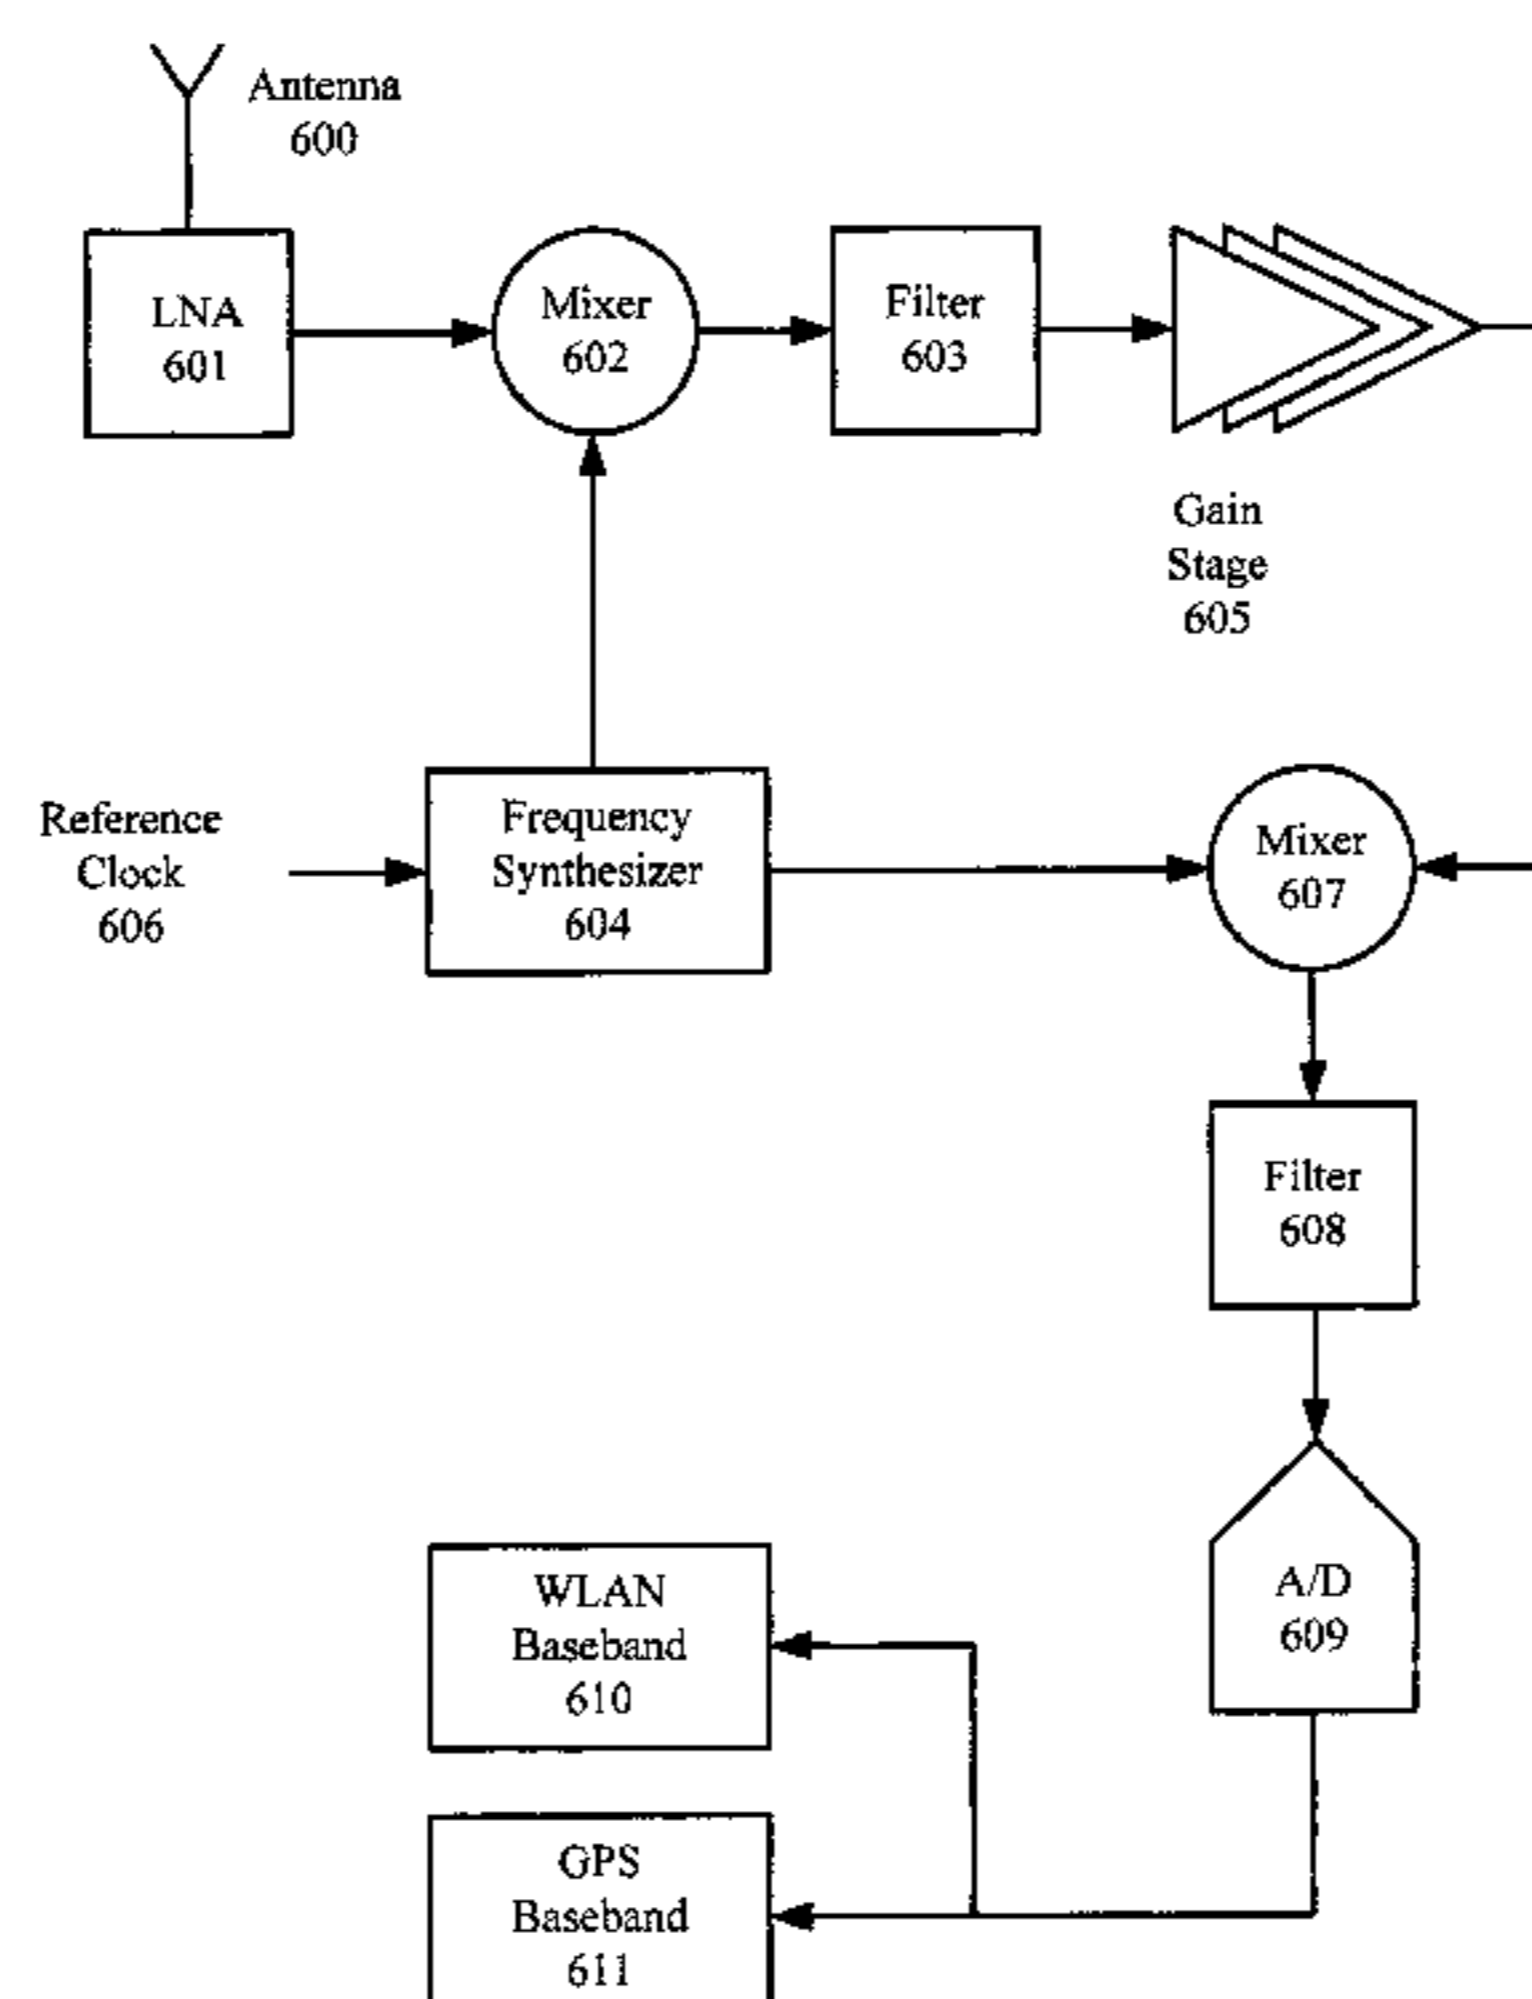 Antenna
600
LNA
601
Mixer
602
Filter
603
Gain
Stage
605
Reference
Clock
606
Frequency
Synthesizer
604
Mixer
607
Filter
608
A/D
609
WLAN
Baseband
610
GPS
Baseband
611